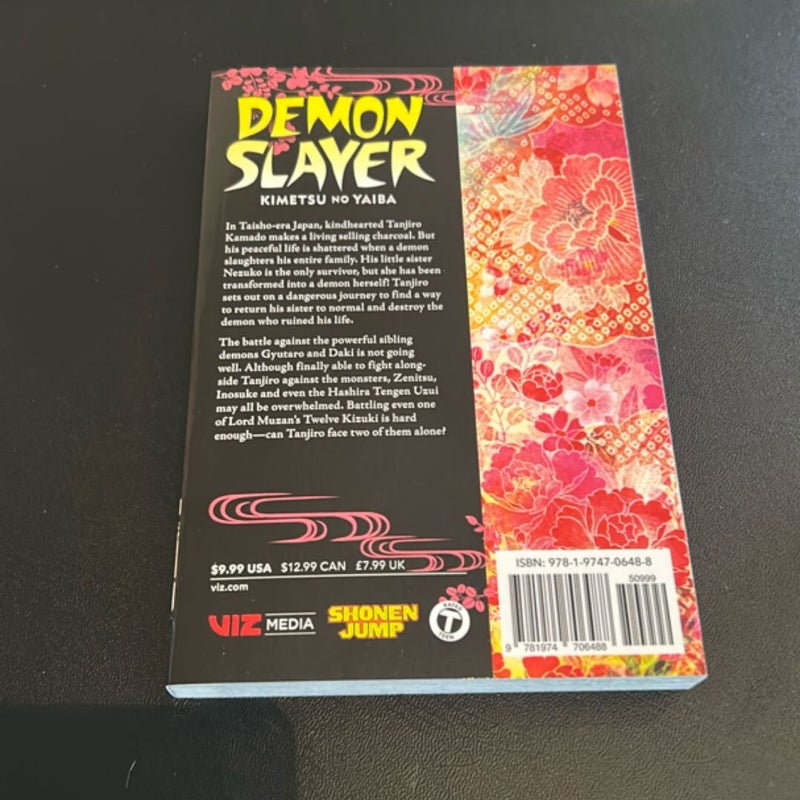 DEMON
SLAYER
KIMETSU NO YAIBA
In Taisho-era Japan, kindhearted Tanjiro
Kamado makes a living selling charcoal. But
his peaceful life is shattered when a demon
slaughters his entire family. His little sister
Nezuko is the only survivor, but she has been
transformed into a demon herself! Tanjiro
sets out on a dangerous journey to find a way
to return his sister to normal and destroy the
demon who ruined his life.
The battle against the powerful sibling
demons Gyutaro and Daki is not going
well. Although finally able to fight along-
side Tanjiro against the monsters, Zenitsu,
Inosuke and even the Hashira Tengen Uzui
may all be overwhelmed. Battling even one
of Lord Muzan's Twelve Kizuki is hard
enough—can Tanjiro face two of them alone?
$9.99 USA $12.99 CAN £7.99 UK
viz.com
VIZ MEDIA
SHONEN
JUMP
RATED
T
TEEN
ISBN: 978-1-9747-0648-8
50999
9 781974 706488